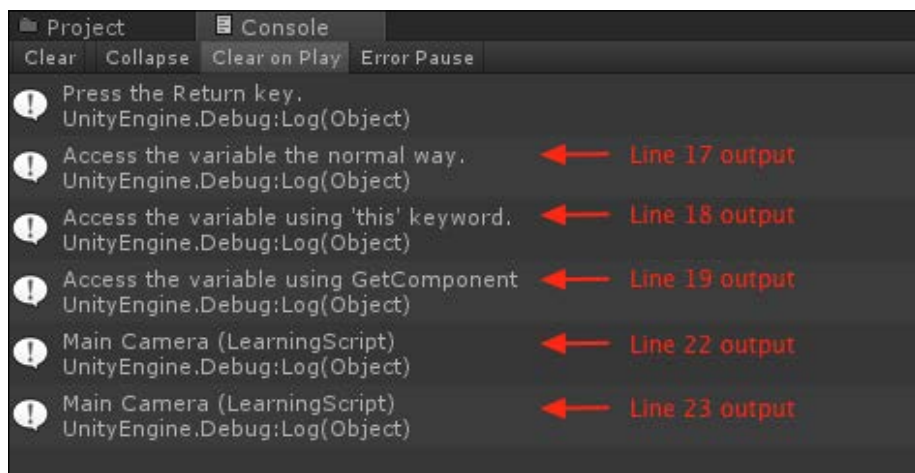 Project Console
Clear Collapse Clear on Play Error Pause
Press the Return key.
UnityEngine.Debug:Log(Object)
Access the variable the normal way. Line 17 output
UnityEngine.Debug:Log(Object)
Access the variable using 'this' keyword. Line 18 output
UnityEngine.Debug:Log(Object)
Access the variable using GetComponent Line 19 output
UnityEngine.Debug:Log(Object)
Main Camera (LearningScript) Line 22 output
UnityEngine.Debug:Log(Object)
Main Camera (LearningScript) Line 23 output
UnityEngine.Debug:Log(Object)